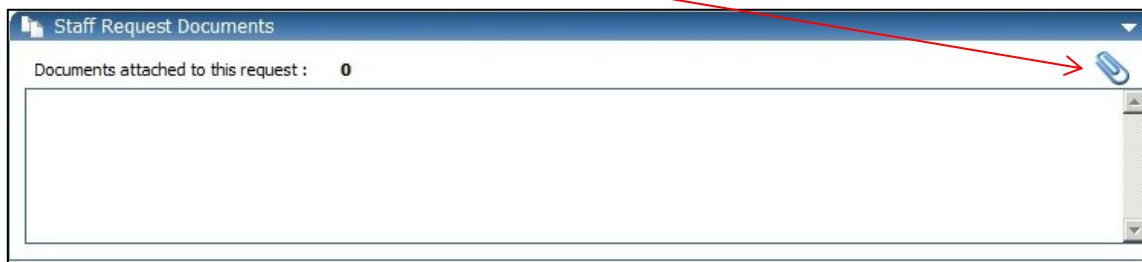 Staff Request Documents
Documents attached to this request : 0